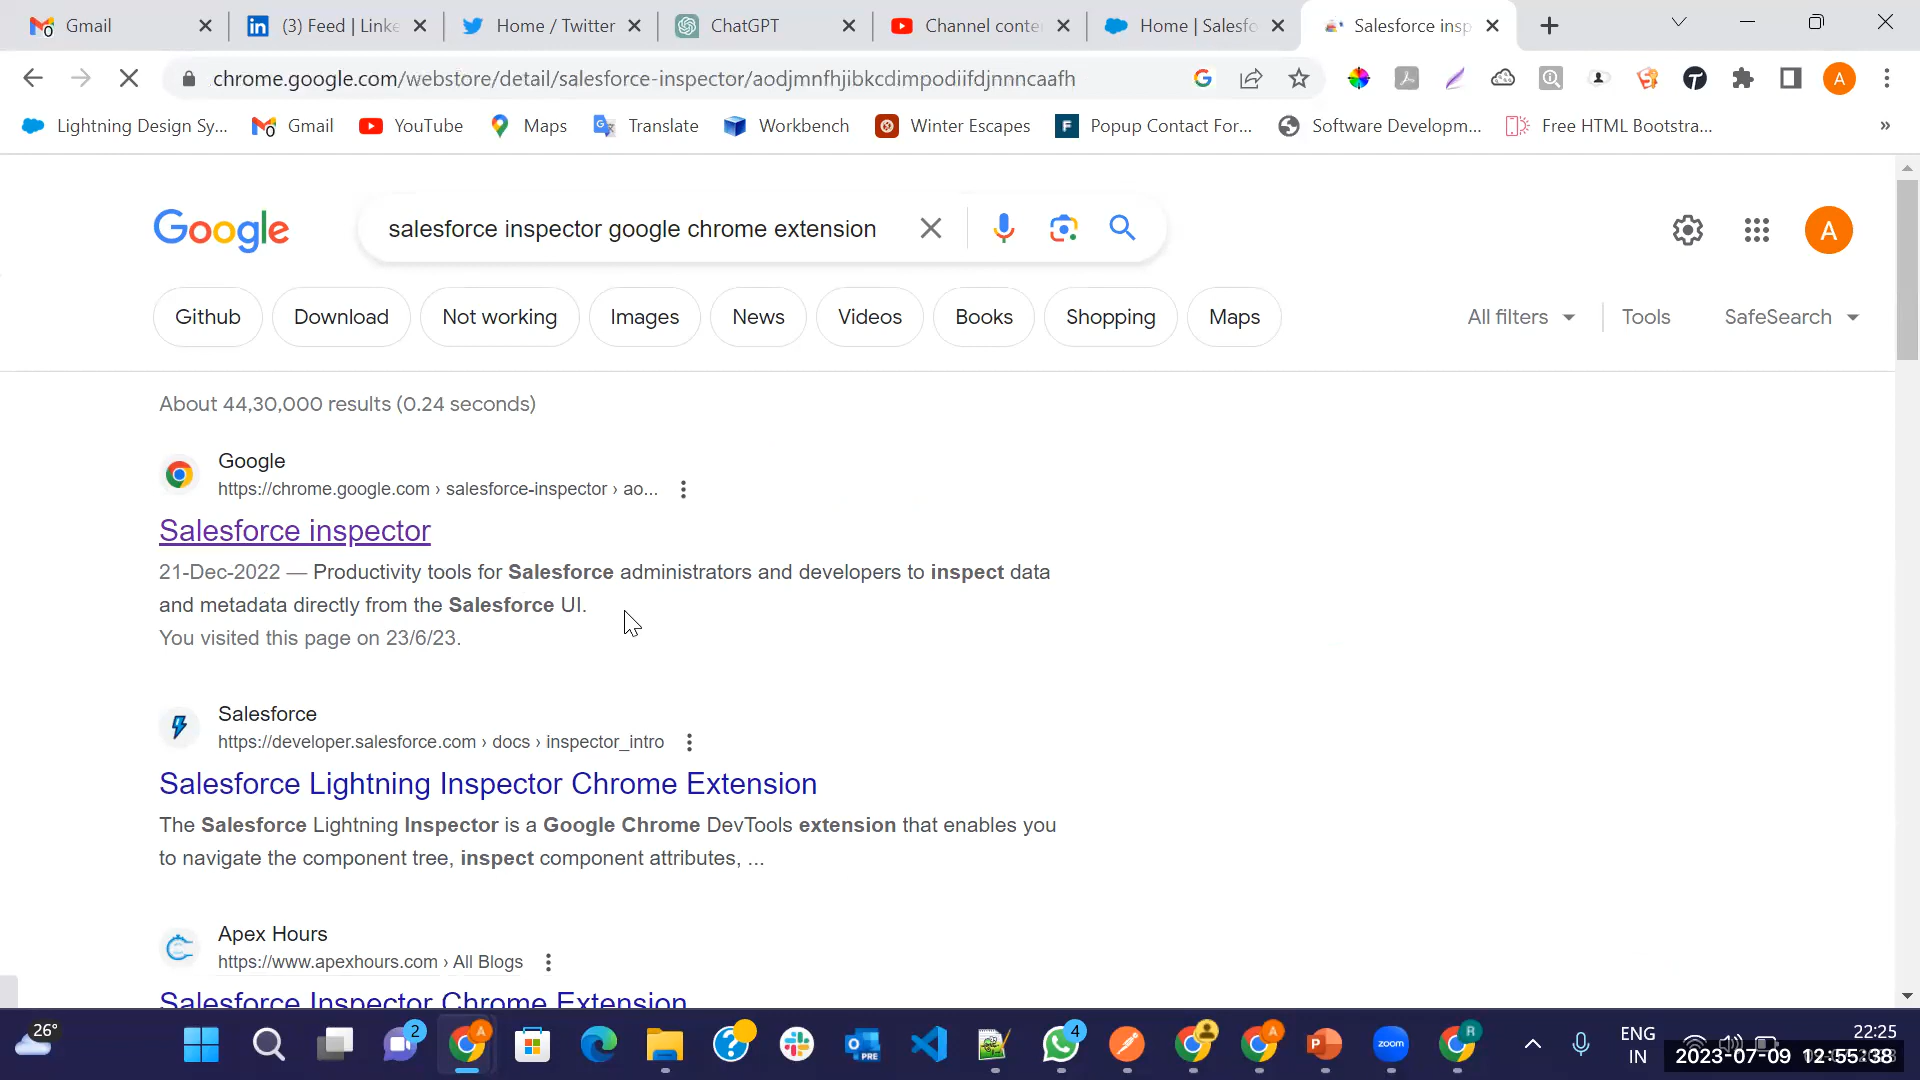 Gmail
(3) Feed | Linke
Home / Twitter
ChatGPT
Channel conte
Home | Salesfo
Salesforce insp
chrome.google.com/webstore/detail/salesforce-inspector/aodjmnfhjibkcdimpodiifdjnnncaafh
A
Lightning Design Sy...
Gmail
YouTube
Maps
Translate
Workbench
Winter Escapes
Popup Contact For...
Software Developm...
Free HTML Bootstra...
»
Google
salesforce inspector google chrome extension
A
Github
Download
Not working
Images
News
Videos
Books
Shopping
Maps
All filters
Tools
SafeSearch
About 44,30,000 results (0.24 seconds)
Google
https://chrome.google.com › salesforce-inspector › ao...
Salesforce inspector
21-Dec-2022 — Productivity tools for Salesforce administrators and developers to inspect data
and metadata directly from the Salesforce UI.
You visited this page on 23/6/23.
Salesforce
https://developer.salesforce.com › docs › inspector_intro
Salesforce Lightning Inspector Chrome Extension
The Salesforce Lightning Inspector is a Google Chrome DevTools extension that enables you
to navigate the component tree, inspect component attributes, ...
Apex Hours
https://www.apexhours.com › All Blogs
Salesforce Inspector Chrome Extension
26°
2
A
PRE
4
A
zoom
R
ENG
IN
22:25
2023-07-09 12:55:38